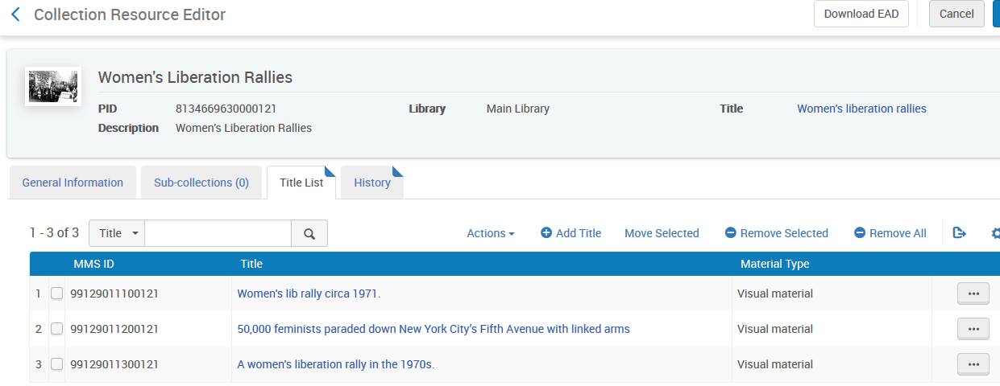 Collection Resource Editor
Download EAD
Cancel
Women's Liberation Rallies
PID 8134669630000121 Library Main Library Title Women's liberation rallies
Description Women's Liberation Rallies
General Information Sub-collections (0) Title List History
1 - 3 of 3 Title Actions Add Title Move Selected Remove Selected Remove All
MMS ID Title Material Type
1 99129011100121 Women's lib rally circa 1971. Visual material
2 99129011200121 50,000 feminists paraded down New York City’s Fifth Avenue with linked arms Visual material
3 99129011300121 A women's liberation rally in the 1970s. Visual material